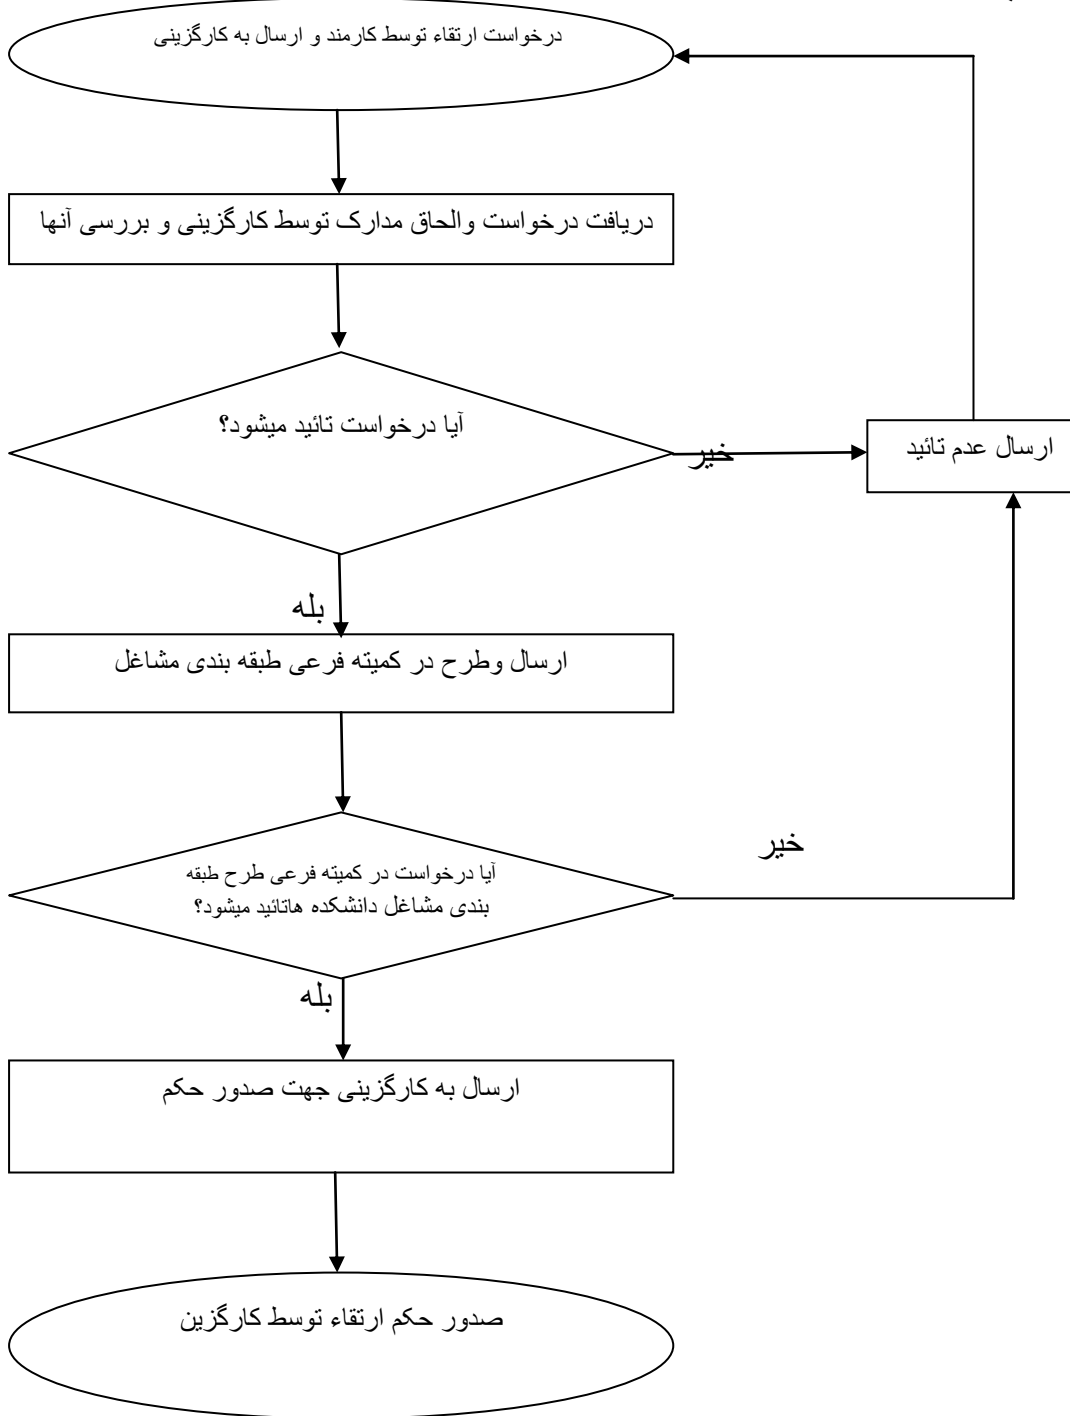 درخواست ارتقاء توسط کارمند و ارسال به کارگزینی
دریافت درخواست والحاق مدارک توسط کارگزینی و بررسی آنها
آیا درخواست تائید میشود؟
خیر
ارسال عدم تائید
بله
ارسال وطرح در کمیته فرعی طبقه بندی مشاغل
خیر
آیا درخواست در کمیته فرعی طرح طبقه
بندی مشاغل دانشکده هاتائید میشود؟
بله
ارسال به کارگزینی جهت صدور حکم
صدور حکم ارتقاء توسط کارگزین